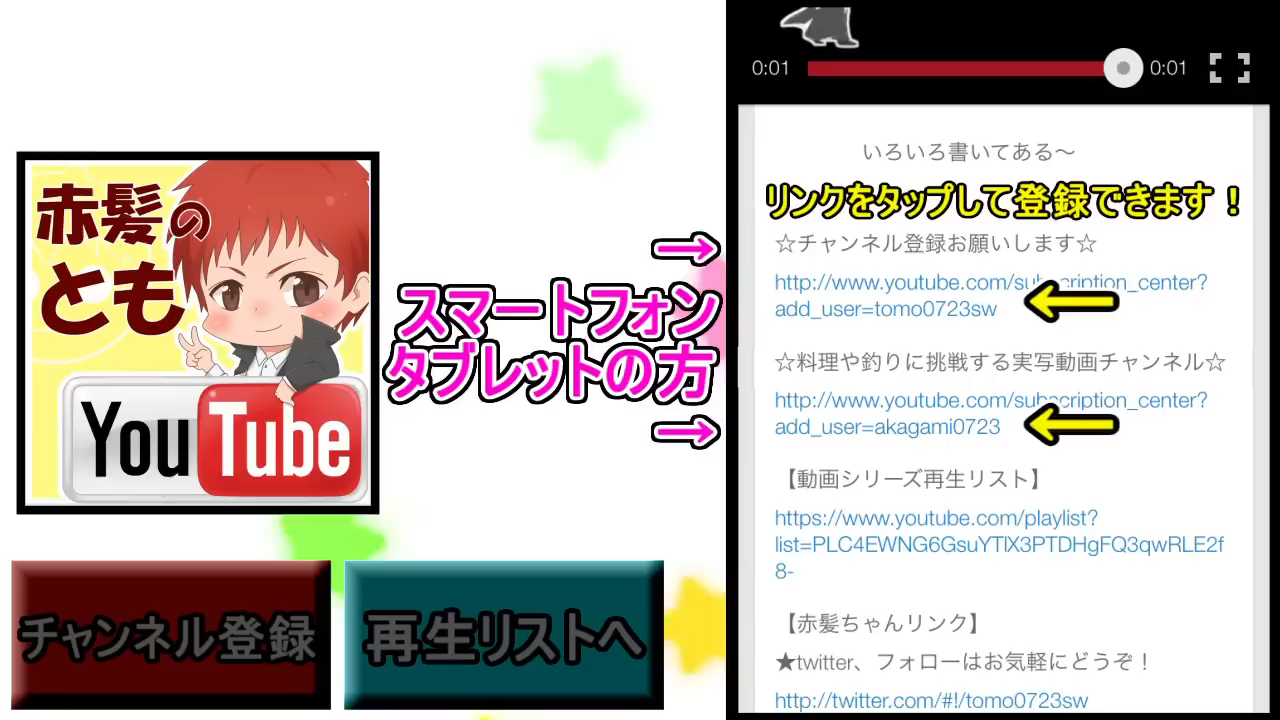 赤髪の
とも
YouTube
→
スマートフォン
タブレットの方
→
チャンネル登録
再生リストへ
0:01
0:01
いろいろ書いてある～
リンクをタップして登録できます！
☆チャンネル登録お願いします☆
http://www.youtube.com/subscription_center?
add_user=tomo0723sw
☆料理や釣りに挑戦する実写動画チャンネル☆
http://www.youtube.com/subscription_center?
add_user=akagami0723
【動画シリーズ再生リスト】
https://www.youtube.com/playlist?
list=PLC4EWNG6GsuYTlX3PTDHgFQ3qwRLE2f
8-
【赤髪ちゃんリンク】
★twitter、フォローはお気軽にどうぞ！
http://twitter.com/#!/tomo0723sw